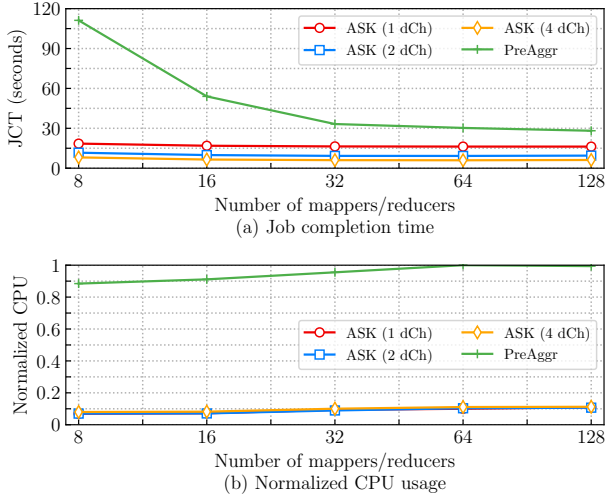 120
90
60
30
0
JCT (seconds)
ASK (1 dCh)
ASK (2 dCh)
ASK (4 dCh)
PreAggr
8 16 32 64 128
Number of mappers/reducers
(a) Job completion time
1
0.8
0.6
0.4
0.2
0
Normalized CPU
ASK (1 dCh)
ASK (2 dCh)
ASK (4 dCh)
PreAggr
8 16 32 64 128
Number of mappers/reducers
(b) Normalized CPU usage